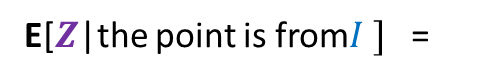 E[Z|the point is from I ] =